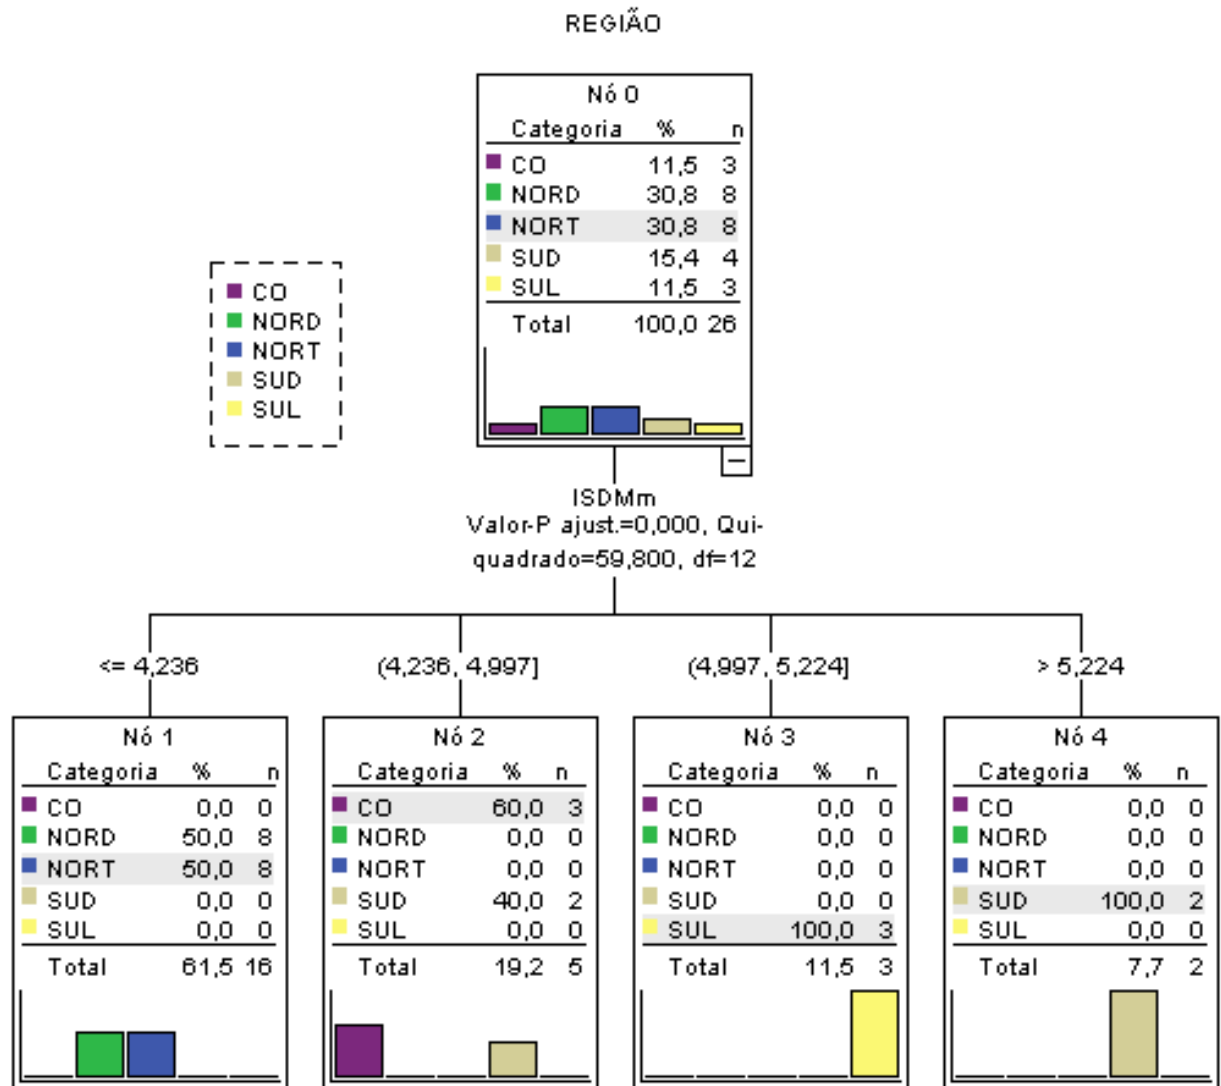 REGIÃO
Nó 0
Categoria % n
CO 11,5 3
NORD 30,8 8
NORT 30,8 8
SUD 15,4 4
SUL 11,5 3
Total 100,0 26
CO
NORD
NORT
SUD
SUL
ISDMm
Valor-P ajust.=0,000, Qui-
quadrado=59,800, df=12
<= 4,236
(4,236, 4,997]
(4,997, 5,224]
> 5,224
Nó 1
Categoria % n
CO 0,0 0
NORD 50,0 8
NORT 50,0 8
SUD 0,0 0
SUL 0,0 0
Total 61,5 16
Nó 2
Categoria % n
CO 60,0 3
NORD 0,0 0
NORT 0,0 0
SUD 40,0 2
SUL 0,0 0
Total 19,2 5
Nó 3
Categoria % n
CO 0,0 0
NORD 0,0 0
NORT 0,0 0
SUD 0,0 0
SUL 100,0 3
Total 11,5 3
Nó 4
Categoria % n
CO 0,0 0
NORD 0,0 0
NORT 0,0 0
SUD 100,0 2
SUL 0,0 0
Total 7,7 2